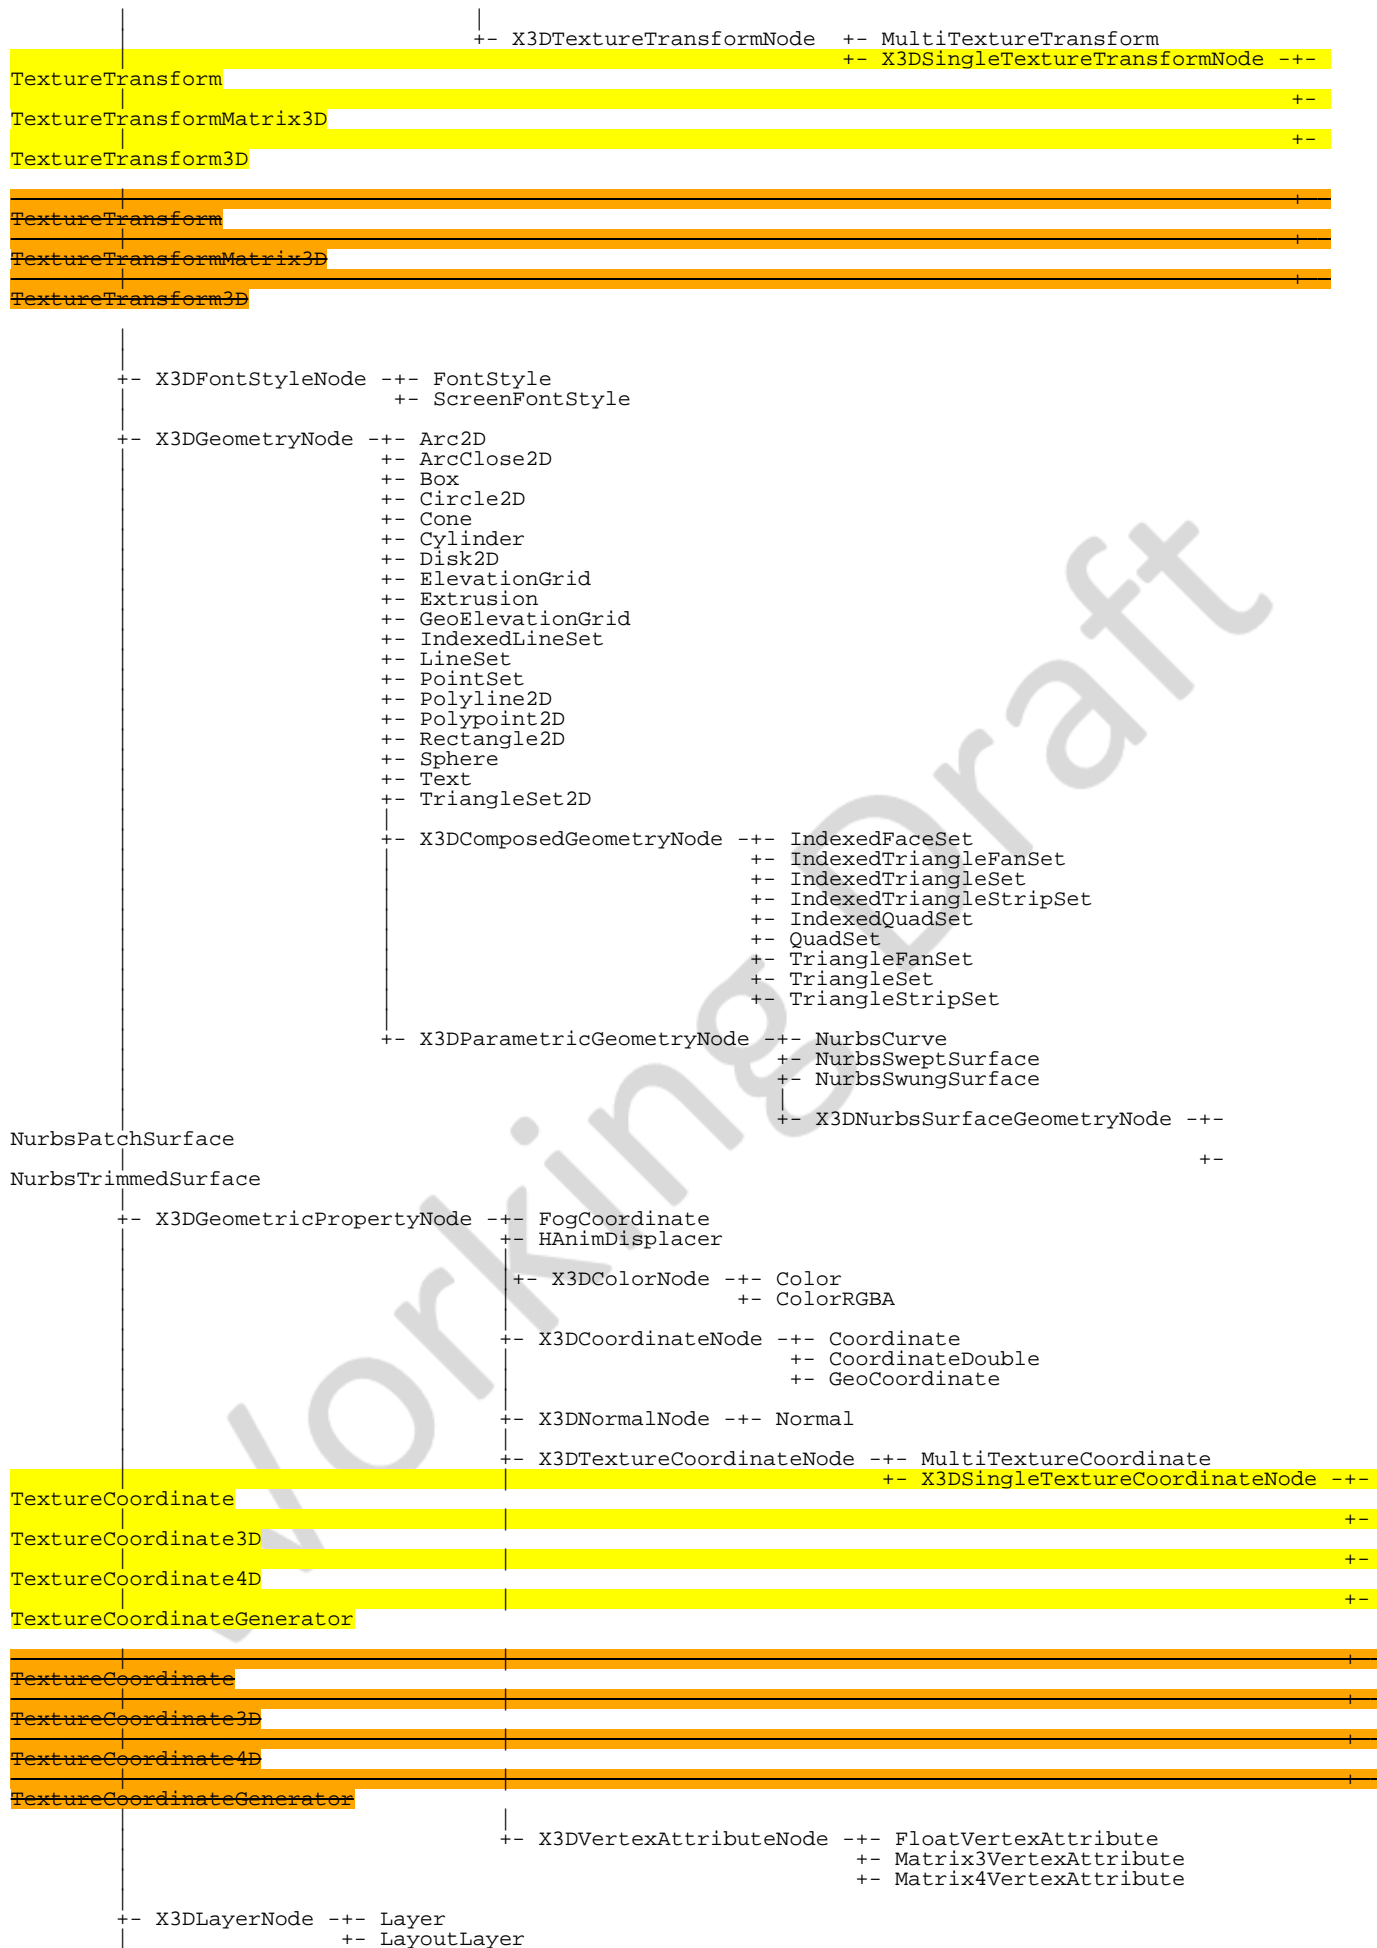 |                          |
|                          +- X3DTextureTransformNode  +- MultiTextureTransform
|                                                      +- X3DSingleTextureTransformNode -+-
TextureTransform
|                                                                                        +-
TextureTransformMatrix3D
|                                                                                        +-
TextureTransform3D
|                                                                                        +-
TextureTransform
|                                                                                        +-
TextureTransformMatrix3D
|                                                                                        +-
TextureTransform3D
|
|
+- X3DFontStyleNode -+- FontStyle
|                    +- ScreenFontStyle
|
+- X3DGeometryNode -+- Arc2D
|                   +- ArcClose2D
|                   +- Box
|                   +- Circle2D
|                   +- Cone
|                   +- Cylinder
|                   +- Disk2D
|                   +- ElevationGrid
|                   +- Extrusion
|                   +- GeoElevationGrid
|                   +- IndexedLineSet
|                   +- LineSet
|                   +- PointSet
|                   +- Polyline2D
|                   +- Polypoint2D
|                   +- Rectangle2D
|                   +- Sphere
|                   +- Text
|                   +- TriangleSet2D
|                   |
|                   +- X3DComposedGeometryNode -+- IndexedFaceSet
|                   |                           +- IndexedTriangleFanSet
|                   |                           +- IndexedTriangleSet
|                   |                           +- IndexedTriangleStripSet
|                   |                           +- IndexedQuadSet
|                   |                           +- QuadSet
|                   |                           +- TriangleFanSet
|                   |                           +- TriangleSet
|                   |                           +- TriangleStripSet
|                   |
|                   +- X3DParametricGeometryNode -+- NurbsCurve
|                                                 +- NurbsSweptSurface
|                                                 +- NurbsSwungSurface
|                                                 |
|                                                 +- X3DNurbsSurfaceGeometryNode -+-
NurbsPatchSurface
|                                                                                 +-
NurbsTrimmedSurface
|
+- X3DGeometricPropertyNode -+- FogCoordinate
|                            +- HAnimDisplacer
|                            |
|                            |+- X3DColorNode -+- Color
|                            |                 +- ColorRGBA
|                            |
|                            +- X3DCoordinateNode -+- Coordinate
|                            |                     +- CoordinateDouble
|                            |                     +- GeoCoordinate
|                            |
|                            +- X3DNormalNode -+- Normal
|                            |
|                            +- X3DTextureCoordinateNode -+- MultiTextureCoordinate
|                            |                            +- X3DSingleTextureCoordinateNode -+-
TextureCoordinate
|                            |                                                               +-
TextureCoordinate3D
|                            |                                                               +-
TextureCoordinate4D
|                            |                                                               +-
TextureCoordinateGenerator
|                            |                                                               +-
TextureCoordinate
|                            |                                                               +-
TextureCoordinate3D
|                            |                                                               +-
TextureCoordinate4D
|                            |                                                               +-
TextureCoordinateGenerator
|                            |
|                            +- X3DVertexAttributeNode -+- FloatVertexAttribute
|                                                       +- Matrix3VertexAttribute
|                                                       +- Matrix4VertexAttribute
|
+- X3DLayerNode -+- Layer
|                +- LayoutLayer
Working Draft